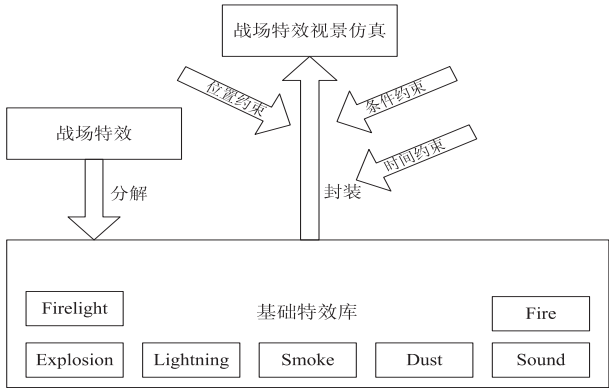 战场特效视景仿真
位置约束
条件约束
战场特效
时间约束
分解
封装
Firelight
基础特效库
Fire
Explosion
Lightning
Smoke
Dust
Sound